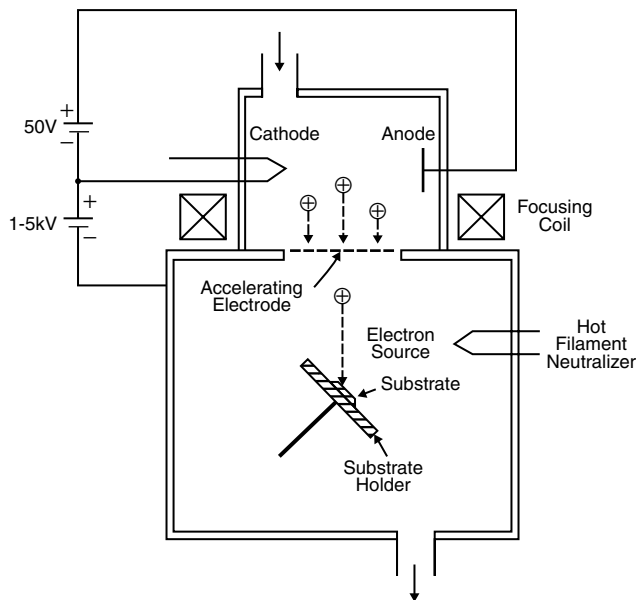 +
50V
−
Cathode
Anode
+
1-5kV
−
⊕
⊕
⊕
Focusing
Coil
Accelerating
Electrode
⊕
Electron
Source
Hot
Filament
Neutralizer
Substrate
Substrate
Holder